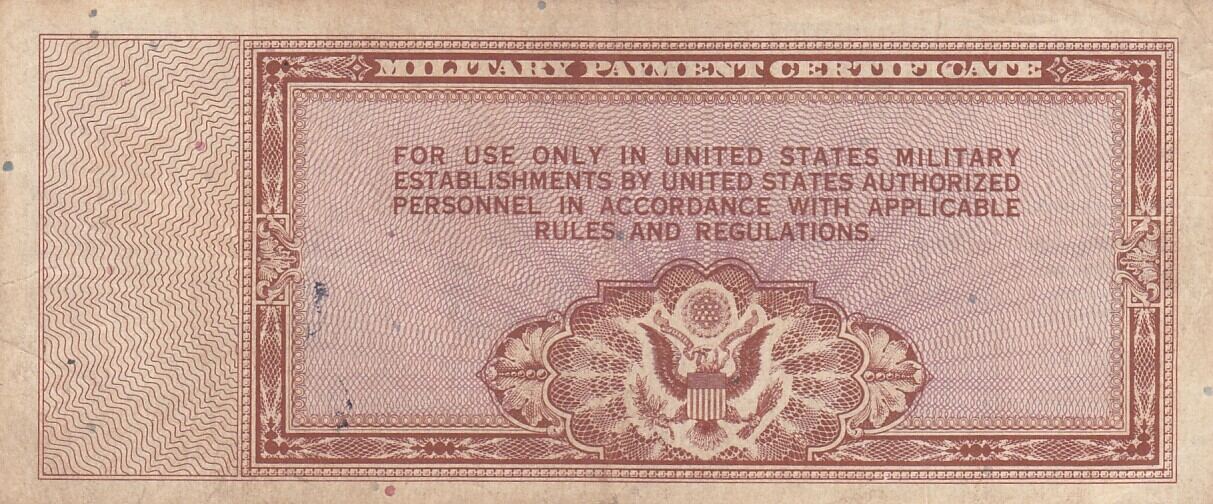 MILITARY PAYMENT CERTIFICATE
FOR USE ONLY IN UNITED STATES MILITARY
ESTABLISHMENTS BY UNITED STATES AUTHORIZED
PERSONNEL IN ACCORDANCE WITH APPLICABLE
RULES AND REGULATIONS.